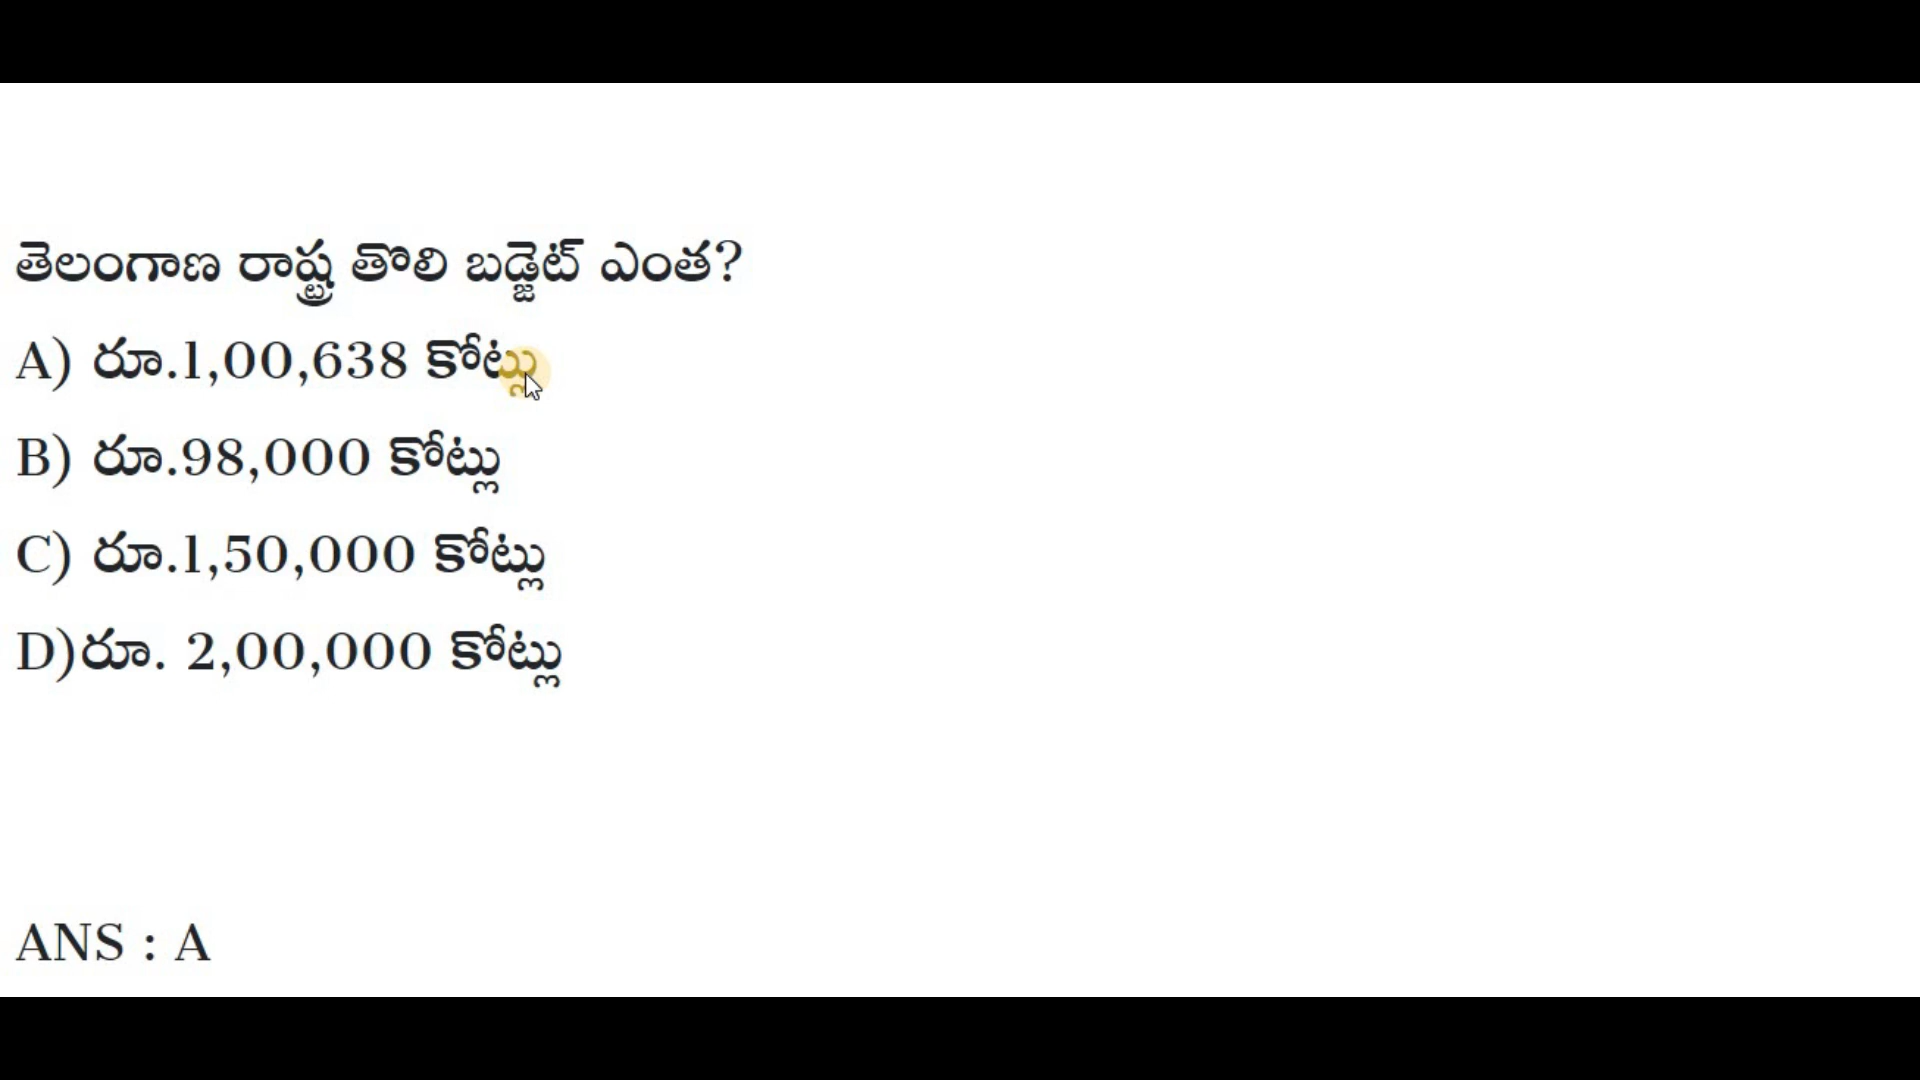 తెలంగాణ రాష్ట్ర తొలి బడ్జెట్ ఎంత?
A) రూ.1,00,638 కోట్లు
B) రూ.98,000 కోట్లు
C) రూ.1,50,000 కోట్లు
D)రూ. 2,00,000 కోట్లు
ANS : A